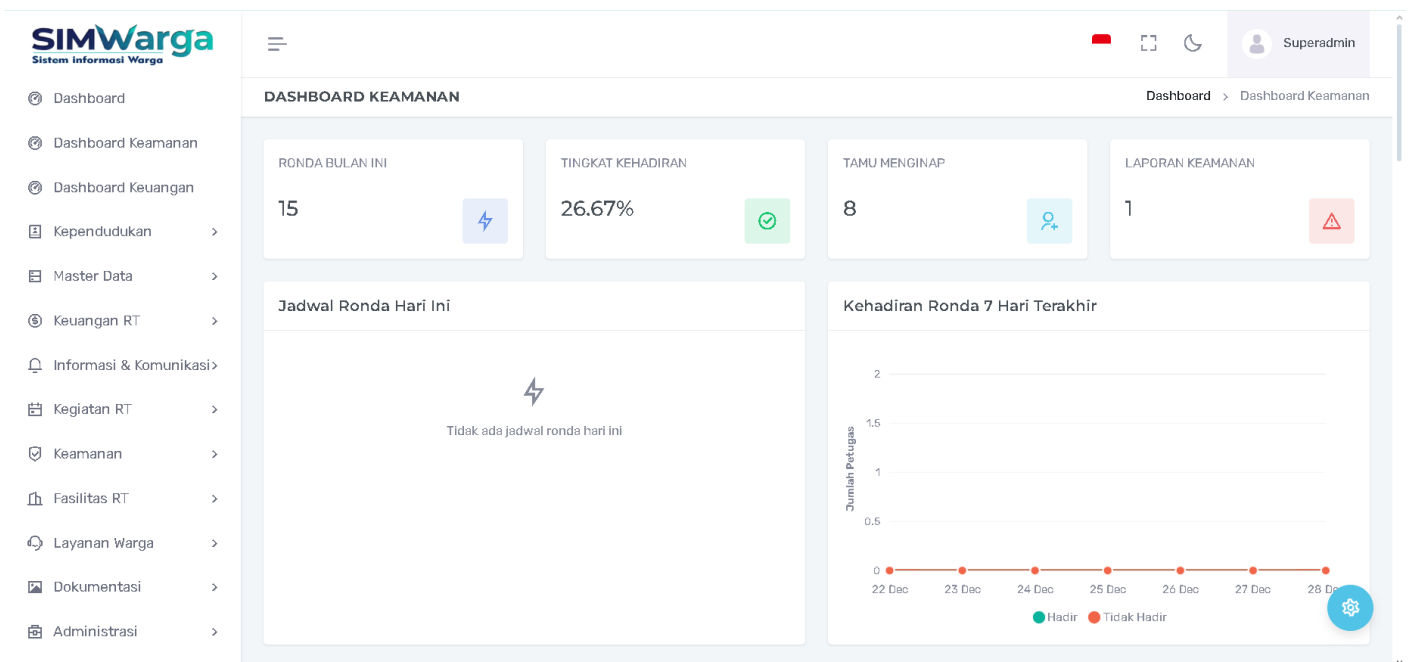 SIMWarga
Sistem informasi Warga
Superadmin
Dashboard
Dashboard Keamanan
Dashboard Keuangan
Kependudukan
Master Data
Keuangan RT
Informasi & Komunikasi
Kegiatan RT
Keamanan
Fasilitas RT
Layanan Warga
Dokumentasi
Administrasi
DASHBOARD KEAMANAN
Dashboard > Dashboard Keamanan
RONDA BULAN INI
15
TINGKAT KEHADIRAN
26.67%
TAMU MENGINAP
8
LAPORAN KEAMANAN
1
Jadwal Ronda Hari Ini
Tidak ada jadwal ronda hari ini
Kehadiran Ronda 7 Hari Terakhir
Jumlah Petugas
2
1.5
1
0.5
0
22 Dec 23 Dec 24 Dec 25 Dec 26 Dec 27 Dec 28
Hadir Tidak Hadir